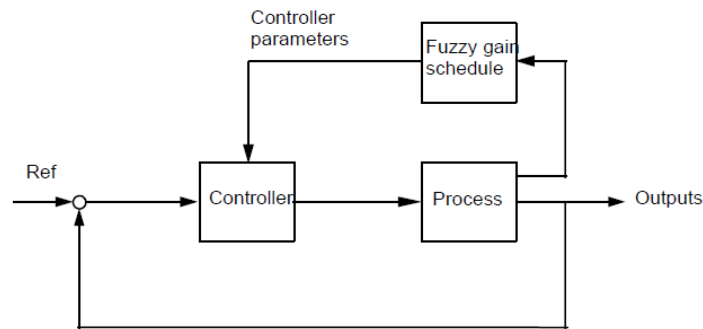 Controller
parameters
Fuzzy gain
schedule
Ref
Controller
Process
Outputs